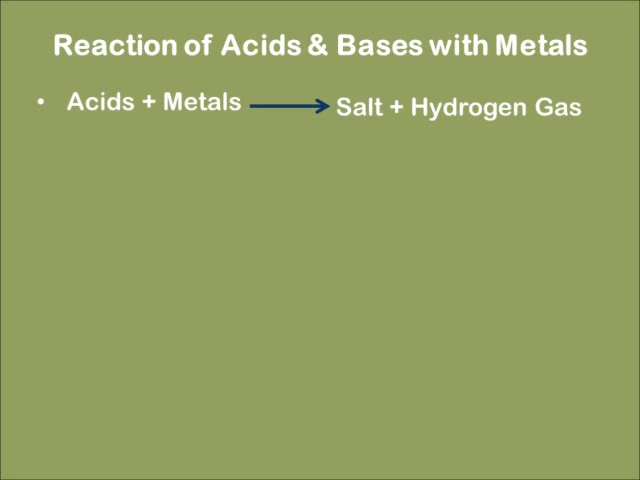 Reaction of Acids & Bases with Metals
• Acids + Metals Salt + Hydrogen Gas